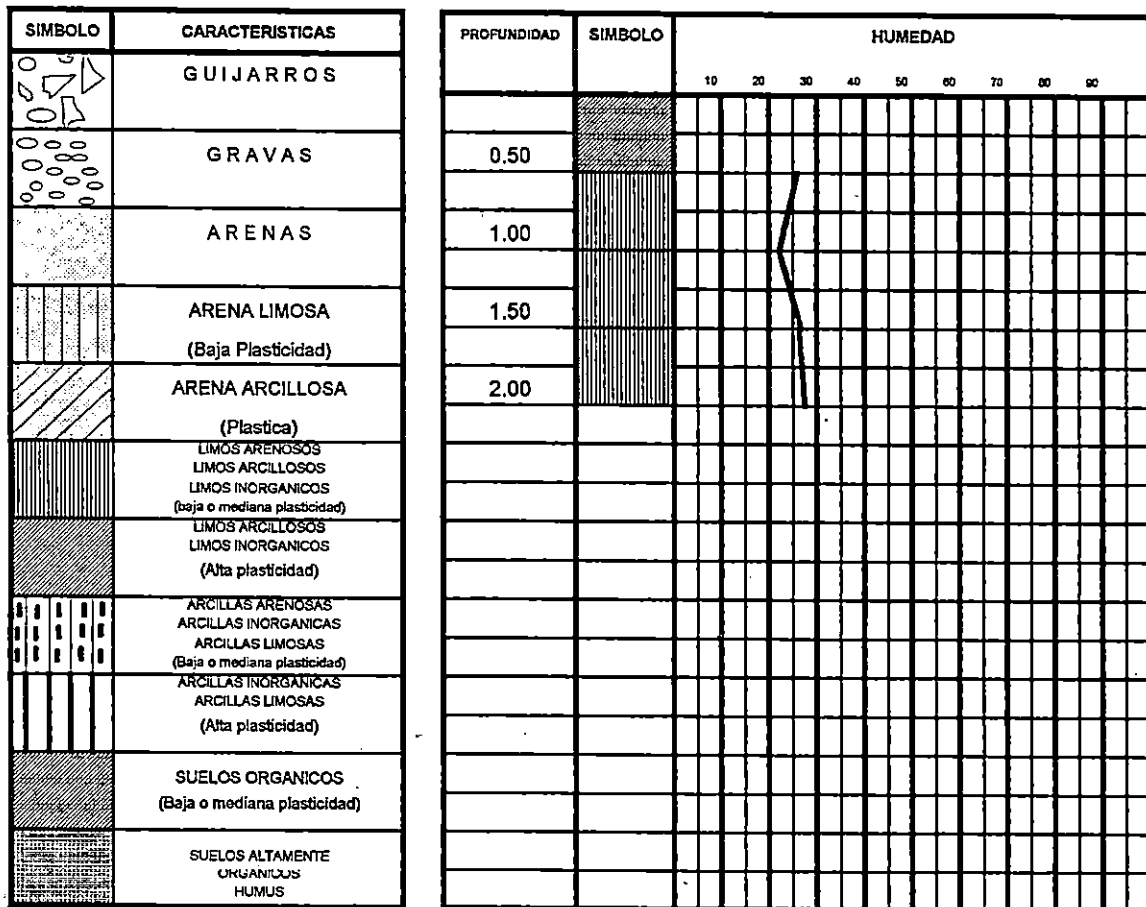 SIMBOLO
CARACTERISTICAS
GUIJARROS
GRAVAS
ARENAS
ARENA LIMOSA
(Baja Plasticidad)
ARENA ARCILLOSA
(Plastica)
LIMOS ARENOSOS
LIMOS ARCILLOSOS
LIMOS INORGANICOS
(baja o mediana plasticidad)
LIMOS ARCILLOSOS
LIMOS INORGANICOS
(Alta plasticidad)
ARCILLAS ARENOSAS
ARCILLAS INORGANICAS
ARCILLAS LIMOSAS
(Baja o mediana plasticidad)
ARCILLAS INORGANICAS
ARCILLAS LIMOSAS
(Alta plasticidad)
SUELOS ORGANICOS
(Baja o mediana plasticidad)
SUELOS ALTAMENTE
ORGANICOS
HUMUS
PROFUNDIDAD
SIMBOLO
HUMEDAD
10 20 30 40 50 60 70 80 90
0.50
1.00
1.50
2.00